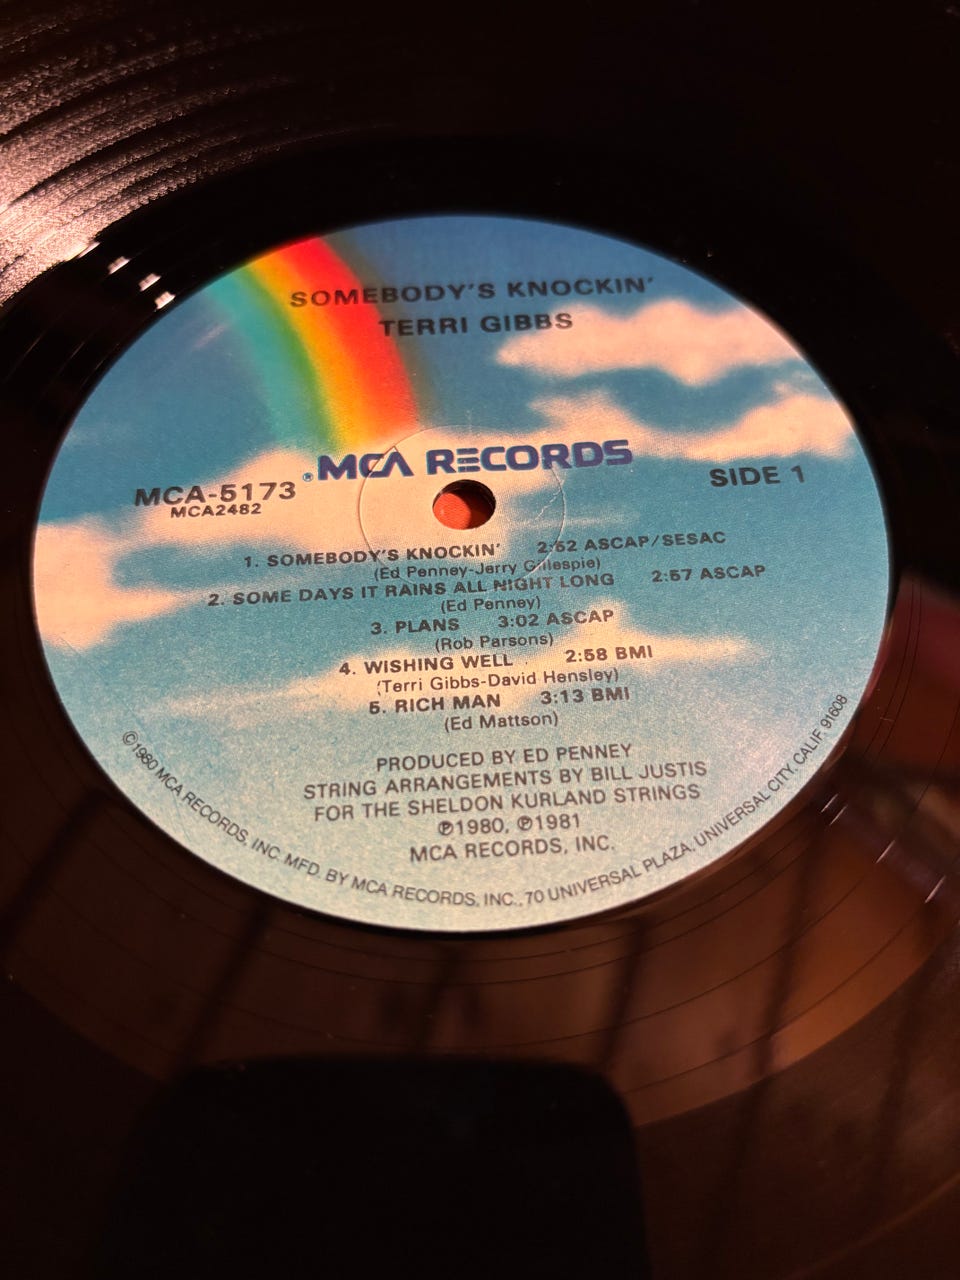 SOMEBODY'S KNOCKIN'
TERRI GIBBS
®MCA RECORDS
MCA-5173
MCA2482
SIDE 1
1. SOMEBODY'S KNOCKIN' 2:52 ASCAP/SESAC
(Ed Penney-Jerry Gillespie)
2. SOME DAYS IT RAINS ALL NIGHT LONG 2:57 ASCAP
(Ed Penney)
3. PLANS 3:02 ASCAP
(Rob Parsons)
4. WISHING WELL 2:58 BMI
(Terri Gibbs-David Hensley)
5. RICH MAN 3:13 BMI
(Ed Mattson)
PRODUCED BY ED PENNEY
STRING ARRANGEMENTS BY BILL JUSTIS
FOR THE SHELDON KURLAND STRINGS
℗1980, ℗1981
MCA RECORDS, INC.
©1980 MCA RECORDS, INC. MFD. BY MCA RECORDS, INC., 70 UNIVERSAL PLAZA, UNIVERSAL CITY, CALIF. 91608